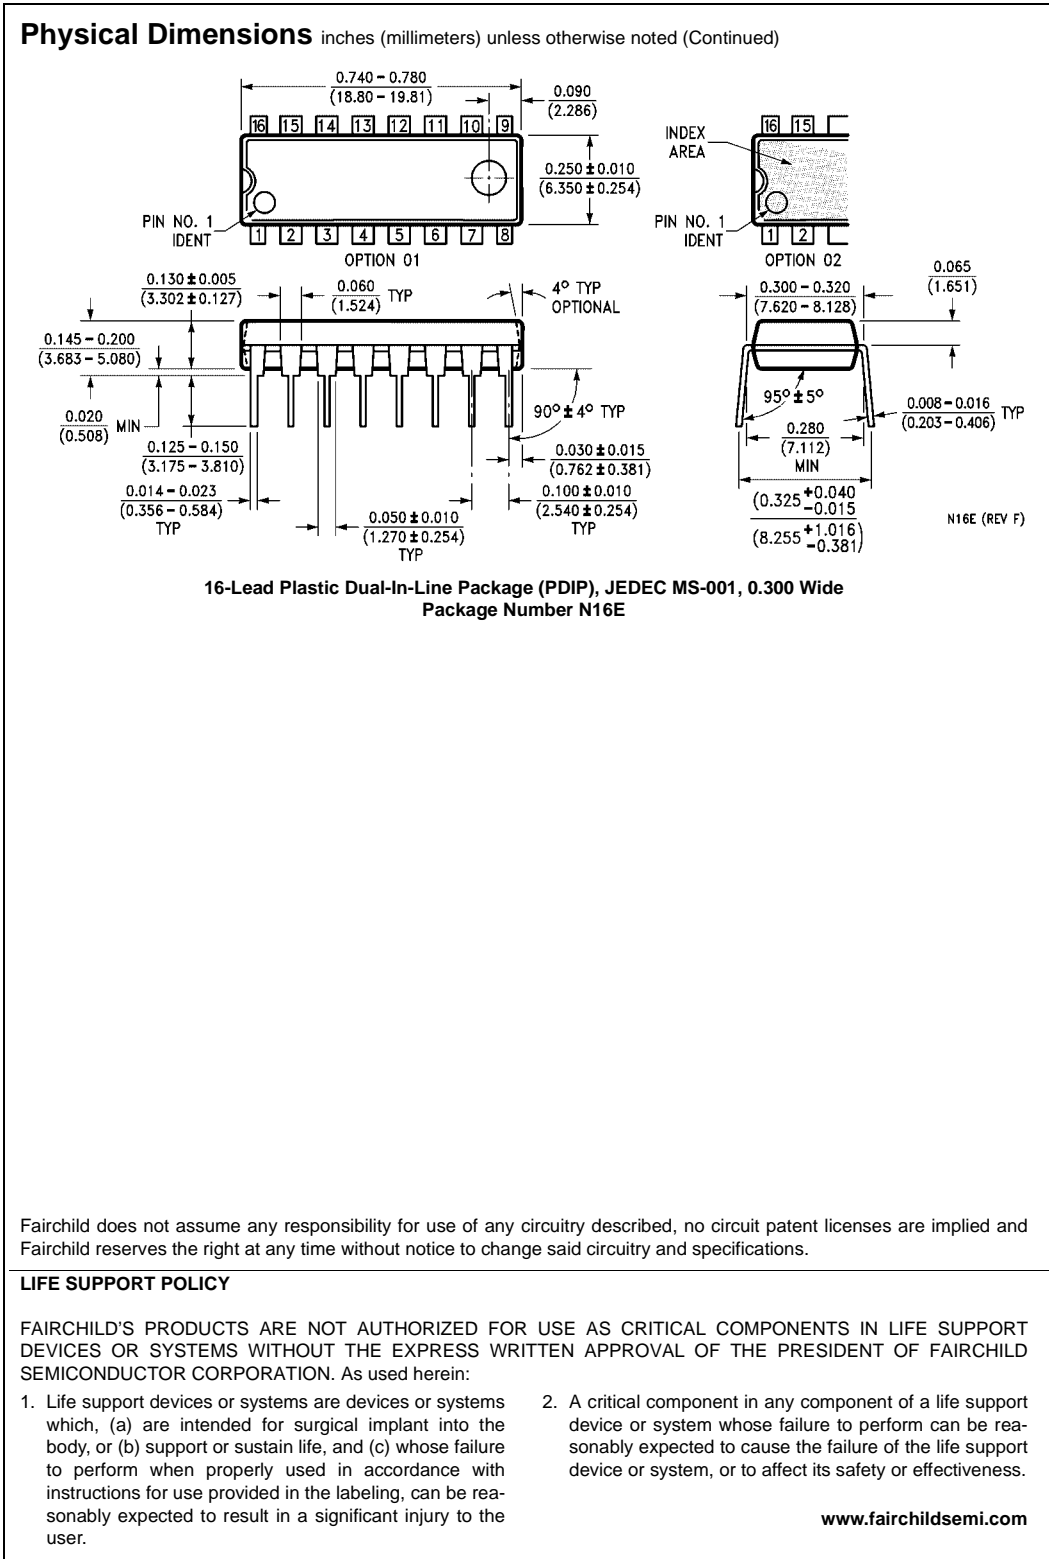 Physical Dimensions inches (millimeters) unless otherwise noted (Continued)
0.740 – 0.780
(18.80 – 19.81)
0.090
(2.286)
16 15 14 13 12 11 10 9
0.250 ± 0.010
(6.350 ± 0.254)
PIN NO. 1
IDENT
1 2 3 4 5 6 7 8
OPTION 01
INDEX
AREA
16 15
PIN NO. 1
IDENT
1 2
OPTION 02
0.130 ± 0.005
(3.302 ± 0.127)
0.060
(1.524)
TYP
4° TYP
OPTIONAL
0.300 – 0.320
(7.620 – 8.128)
0.065
(1.651)
0.145 – 0.200
(3.683 – 5.080)
0.020
(0.508)
MIN
0.125 – 0.150
(3.175 – 3.810)
90° ± 4° TYP
95° ± 5°
0.008 – 0.016
(0.203 – 0.406)
TYP
0.280
(7.112)
MIN
0.030 ± 0.015
(0.762 ± 0.381)
0.014 – 0.023
(0.356 – 0.584)
TYP
0.050 ± 0.010
(1.270 ± 0.254)
TYP
0.100 ± 0.010
(2.540 ± 0.254)
TYP
(0.325 +0.040
–0.015
(8.255 +1.016
–0.381)
N16E (REV F)
16-Lead Plastic Dual-In-Line Package (PDIP), JEDEC MS-001, 0.300 Wide
Package Number N16E
Fairchild does not assume any responsibility for use of any circuitry described, no circuit patent licenses are implied and
Fairchild reserves the right at any time without notice to change said circuitry and specifications.
LIFE SUPPORT POLICY
FAIRCHILD'S PRODUCTS ARE NOT AUTHORIZED FOR USE AS CRITICAL COMPONENTS IN LIFE SUPPORT
DEVICES OR SYSTEMS WITHOUT THE EXPRESS WRITTEN APPROVAL OF THE PRESIDENT OF FAIRCHILD
SEMICONDUCTOR CORPORATION. As used herein:
1. Life support devices or systems are devices or systems
which, (a) are intended for surgical implant into the
body, or (b) support or sustain life, and (c) whose failure
to perform when properly used in accordance with
instructions for use provided in the labeling, can be rea-
sonably expected to result in a significant injury to the
user.
2. A critical component in any component of a life support
device or system whose failure to perform can be rea-
sonably expected to cause the failure of the life support
device or system, or to affect its safety or effectiveness.
www.fairchildsemi.com